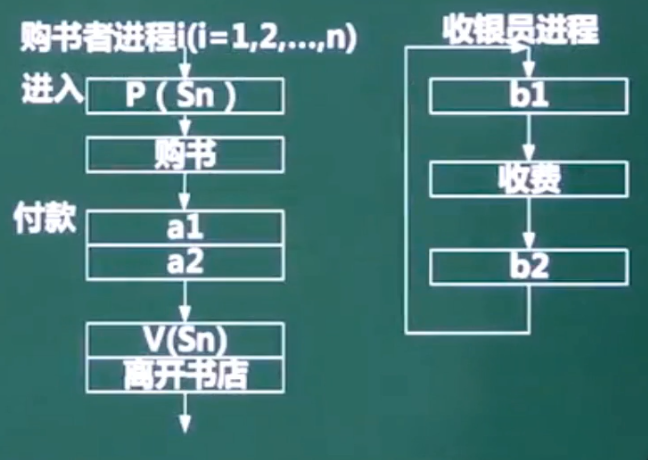 购书者进程i(i=1,2,...,n)
进入
P ( Sn )
购书
付款
a1
a2
V(Sn)
离开书店
收银员进程
b1
收费
b2